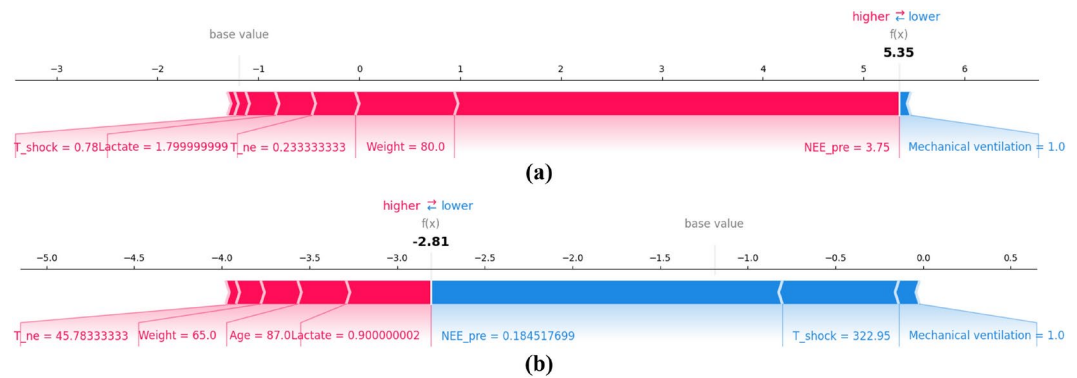 higher ⇄ lower
base value
f(x)
5.35
−3 −2 −1 0 1 2 3 4 5 6
T_shock = 0.78 Lactate = 1.799999999 T_ne = 0.233333333 Weight = 80.0 NEE_pre = 3.75 Mechanical ventilation = 1.0
(a)
higher ⇄ lower
f(x) base value
-2.81
−5.0 −4.5 −4.0 −3.5 −3.0 −2.5 −2.0 −1.5 −1.0 −0.5 0.0 0.5
T_ne = 45.78333333 Weight = 65.0 Age = 87.0 Lactate = 0.900000002 NEE_pre = 0.184517699 T_shock = 322.95 Mechanical ventilation = 1.0
(b)